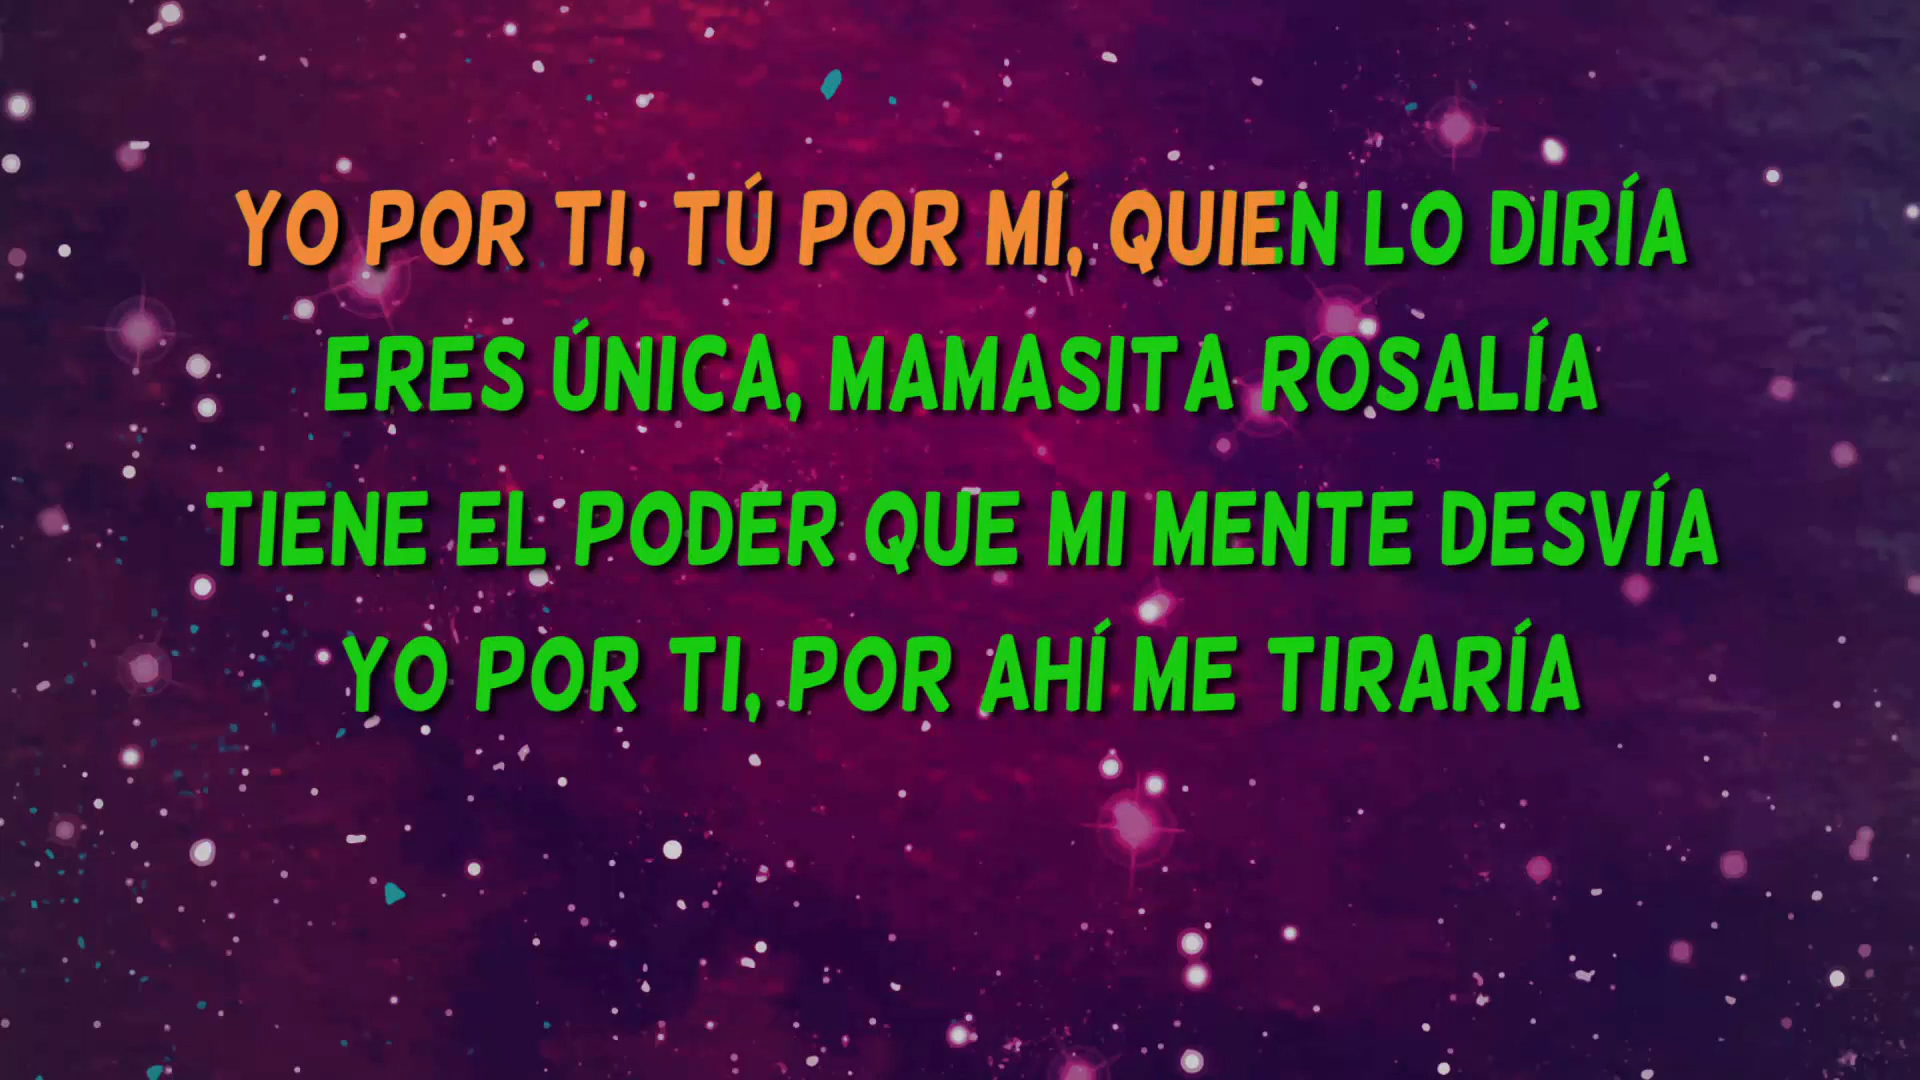 YO POR TI, TÚ POR MÍ, QUIEN LO DIRÍA
ERES ÚNICA, MAMASITA ROSALÍA
TIENE EL PODER QUE MI MENTE DESVÍA
YO POR TI, POR AHÍ ME TIRARÍA